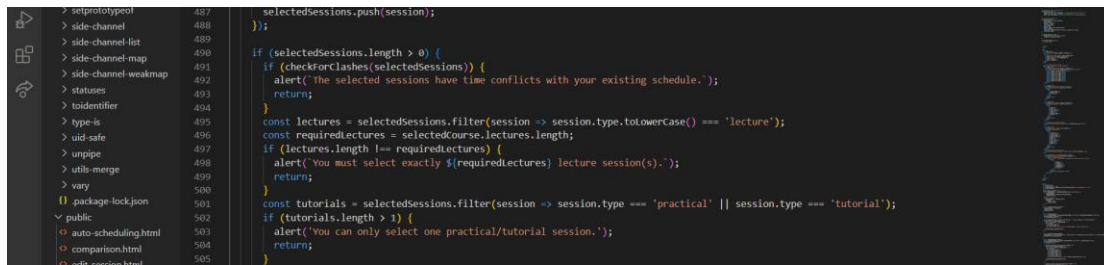 > setprototypeof
> side-channel
> side-channel-list
> side-channel-map
> side-channel-weakmap
> statuses
> toidentifier
> type-is
> uid-safe
> unpipe
> utils-merge
> vary
{} .package-lock.json
public
<> auto-scheduling.html
<> comparison.html
<> edit-session.html
487 selectedSessions.push(session);
488 });
489
490 if (selectedSessions.length > 0) {
491 if (checkForClashes(selectedSessions)) {
492 alert(`The selected sessions have time conflicts with your existing schedule.`);
493 return;
494 }
495 const lectures = selectedSessions.filter(session => session.type.toLowerCase() === 'lecture');
496 const requiredLectures = selectedCourse.lectures.length;
497 if (lectures.length !== requiredLectures) {
498 alert(`You must select exactly ${requiredLectures} lecture session(s).`);
499 return;
500 }
501 const tutorials = selectedSessions.filter(session => session.type === 'practical' || session.type === 'tutorial');
502 if (tutorials.length > 1) {
503 alert('You can only select one practical/tutorial session.');
504 return;
505 }